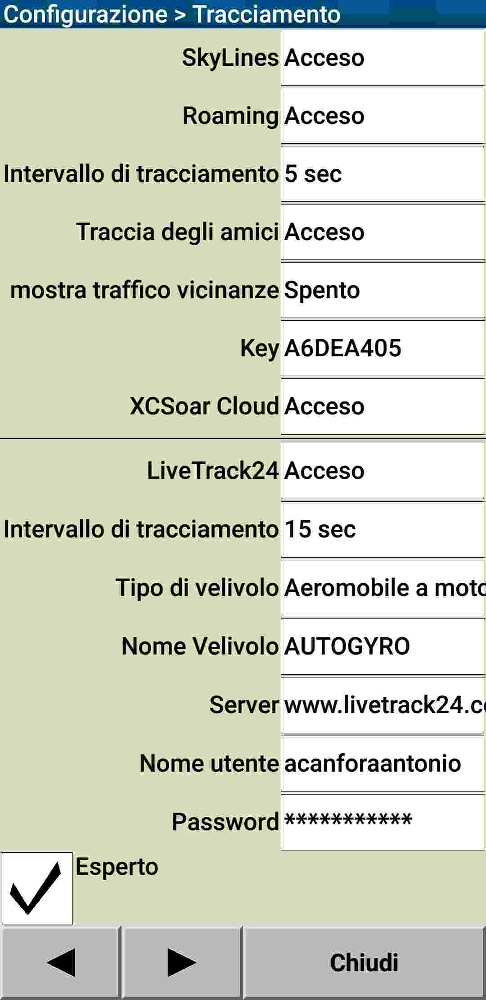 Configurazione > Tracciamento
SkyLines Acceso
Roaming Acceso
Intervallo di tracciamento 5 sec
Traccia degli amici Acceso
mostra traffico vicinanze Spento
Key A6DEA405
XCSoar Cloud Acceso
LiveTrack24 Acceso
Intervallo di tracciamento 15 sec
Tipo di velivolo Aeromobile a moto
Nome Velivolo AUTOGYRO
Server www.livetrack24.co
Nome utente acanforaantonio
Password ***********
Esperto
Chiudi